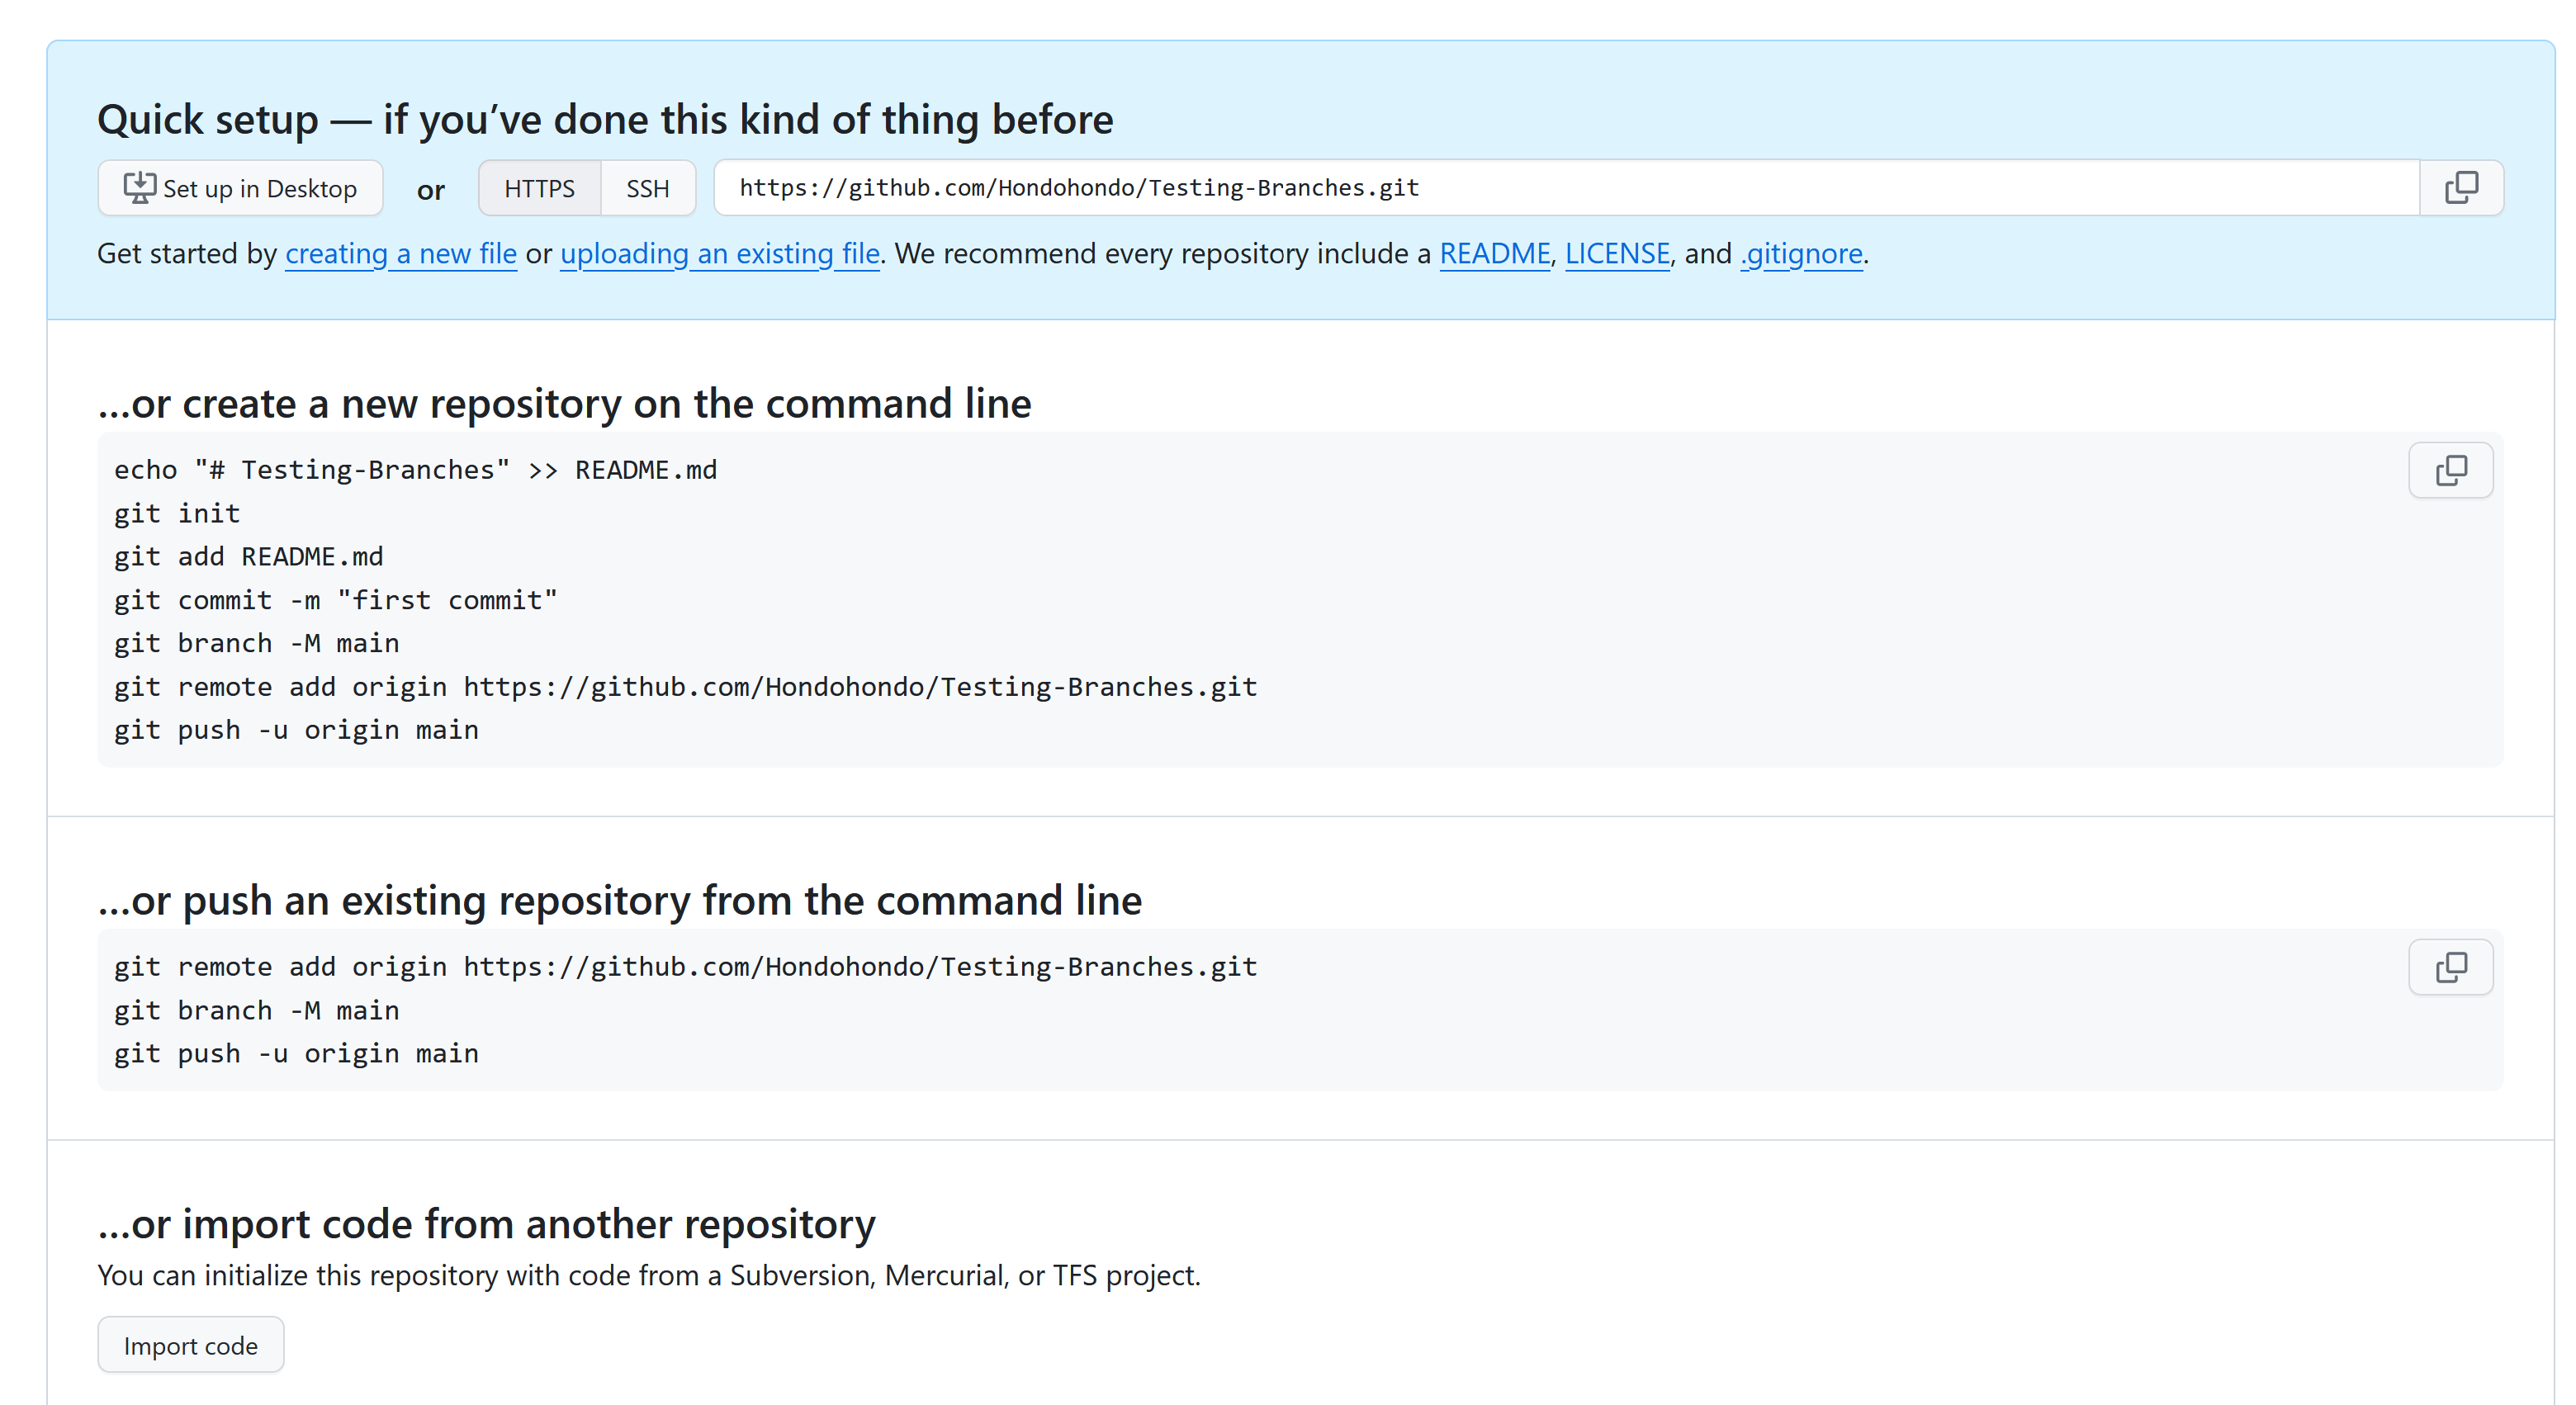 Quick setup — if you’ve done this kind of thing before
Set up in Desktop or HTTPS SSH https://github.com/Hondohondo/Testing-Branches.git
Get started by creating a new file or uploading an existing file. We recommend every repository include a README, LICENSE, and .gitignore.
…or create a new repository on the command line
echo "# Testing-Branches" >> README.md
git init
git add README.md
git commit -m "first commit"
git branch -M main
git remote add origin https://github.com/Hondohondo/Testing-Branches.git
git push -u origin main
…or push an existing repository from the command line
git remote add origin https://github.com/Hondohondo/Testing-Branches.git
git branch -M main
git push -u origin main
…or import code from another repository
You can initialize this repository with code from a Subversion, Mercurial, or TFS project.
Import code